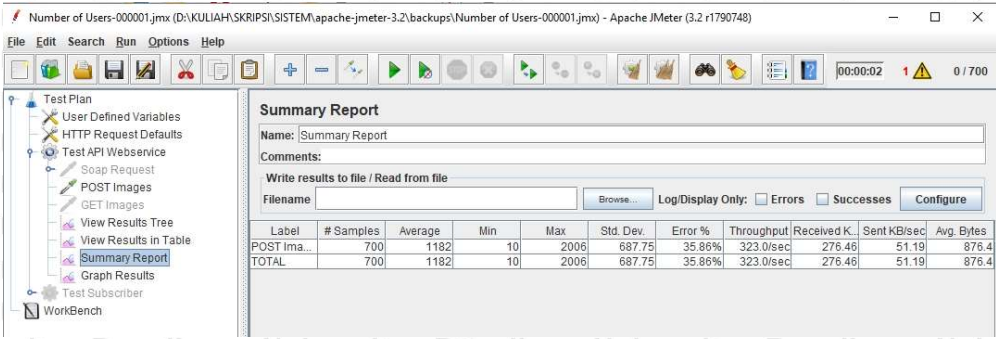 Number of Users-000001.jmx (D:\KULIAH\SKRIPSI\SISTEM\apache-jmeter-3.2\backups\Number of Users-000001.jmx) - Apache JMeter (3.2 r1790748)
File Edit Search Run Options Help
00:00:02 1 0 / 700
Test Plan
User Defined Variables
HTTP Request Defaults
Test API Webservice
Soap Request
POST Images
GET Images
View Results Tree
View Results in Table
Summary Report
Graph Results
Test Subscriber
WorkBench
Summary Report
Name: Summary Report
Comments:
Write results to file / Read from file
Filename Browse... Log/Display Only: Errors Successes Configure
Label # Samples Average Min Max Std. Dev. Error % Throughput Received K... Sent KB/sec Avg. Bytes
POST Ima... 700 1182 10 2006 687.75 35.86% 323.0/sec 276.46 51.19 876.4
TOTAL 700 1182 10 2006 687.75 35.86% 323.0/sec 276.46 51.19 876.4